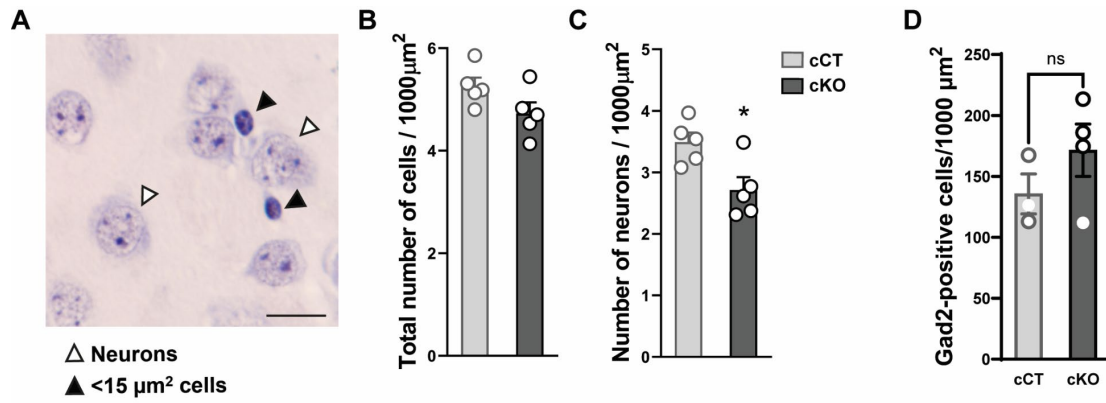 A
△ Neurons
▲ <15 µm² cells
B
Total number of cells / 1000µm²
6
4
2
0
C
Number of neurons / 1000µm²
5
4
3
2
1
0
*
cCT
cKO
D
Gad2-positive cells/1000 µm²
250
200
150
100
50
0
ns
cCT cKO